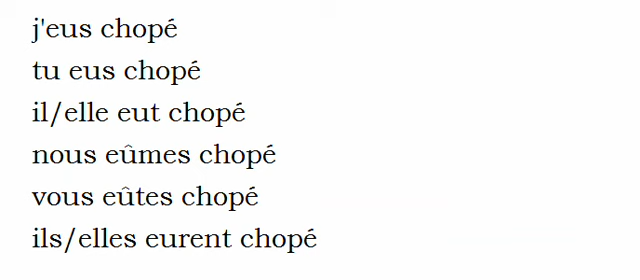 j'eus chopé
tu eus chopé
il/elle eut chopé
nous eûmes chopé
vous eûtes chopé
ils/elles eurent chopé